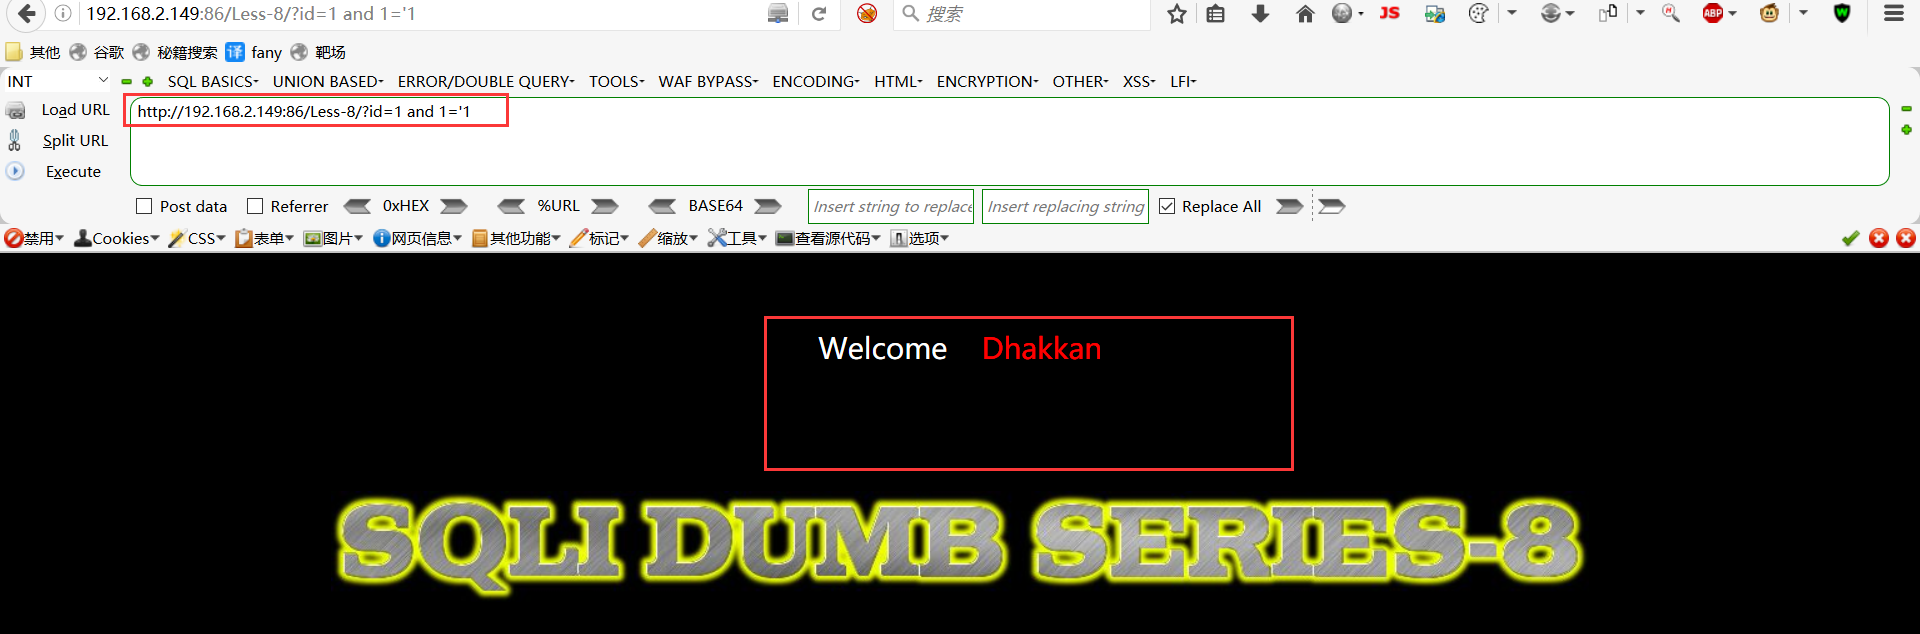 192.168.2.149:86/Less-8/?id=1 and 1='1
搜索
JS
ABP
W
其他 谷歌 秘籍搜索 译 fany 靶场
INT SQL BASICS UNION BASED ERROR/DOUBLE QUERY TOOLS WAF BYPASS ENCODING HTML ENCRYPTION OTHER XSS LFI
Load URL http://192.168.2.149:86/Less-8/?id=1 and 1='1
Split URL
Execute
Post data Referrer 0xHEX %URL BASE64 Insert string to replace Insert replacing string Replace All
禁用 Cookies CSS 表单 图片 网页信息 其他功能 标记 缩放 工具 查看源代码 选项
Welcome Dhakkan
SQLI DUMB SERIES-8